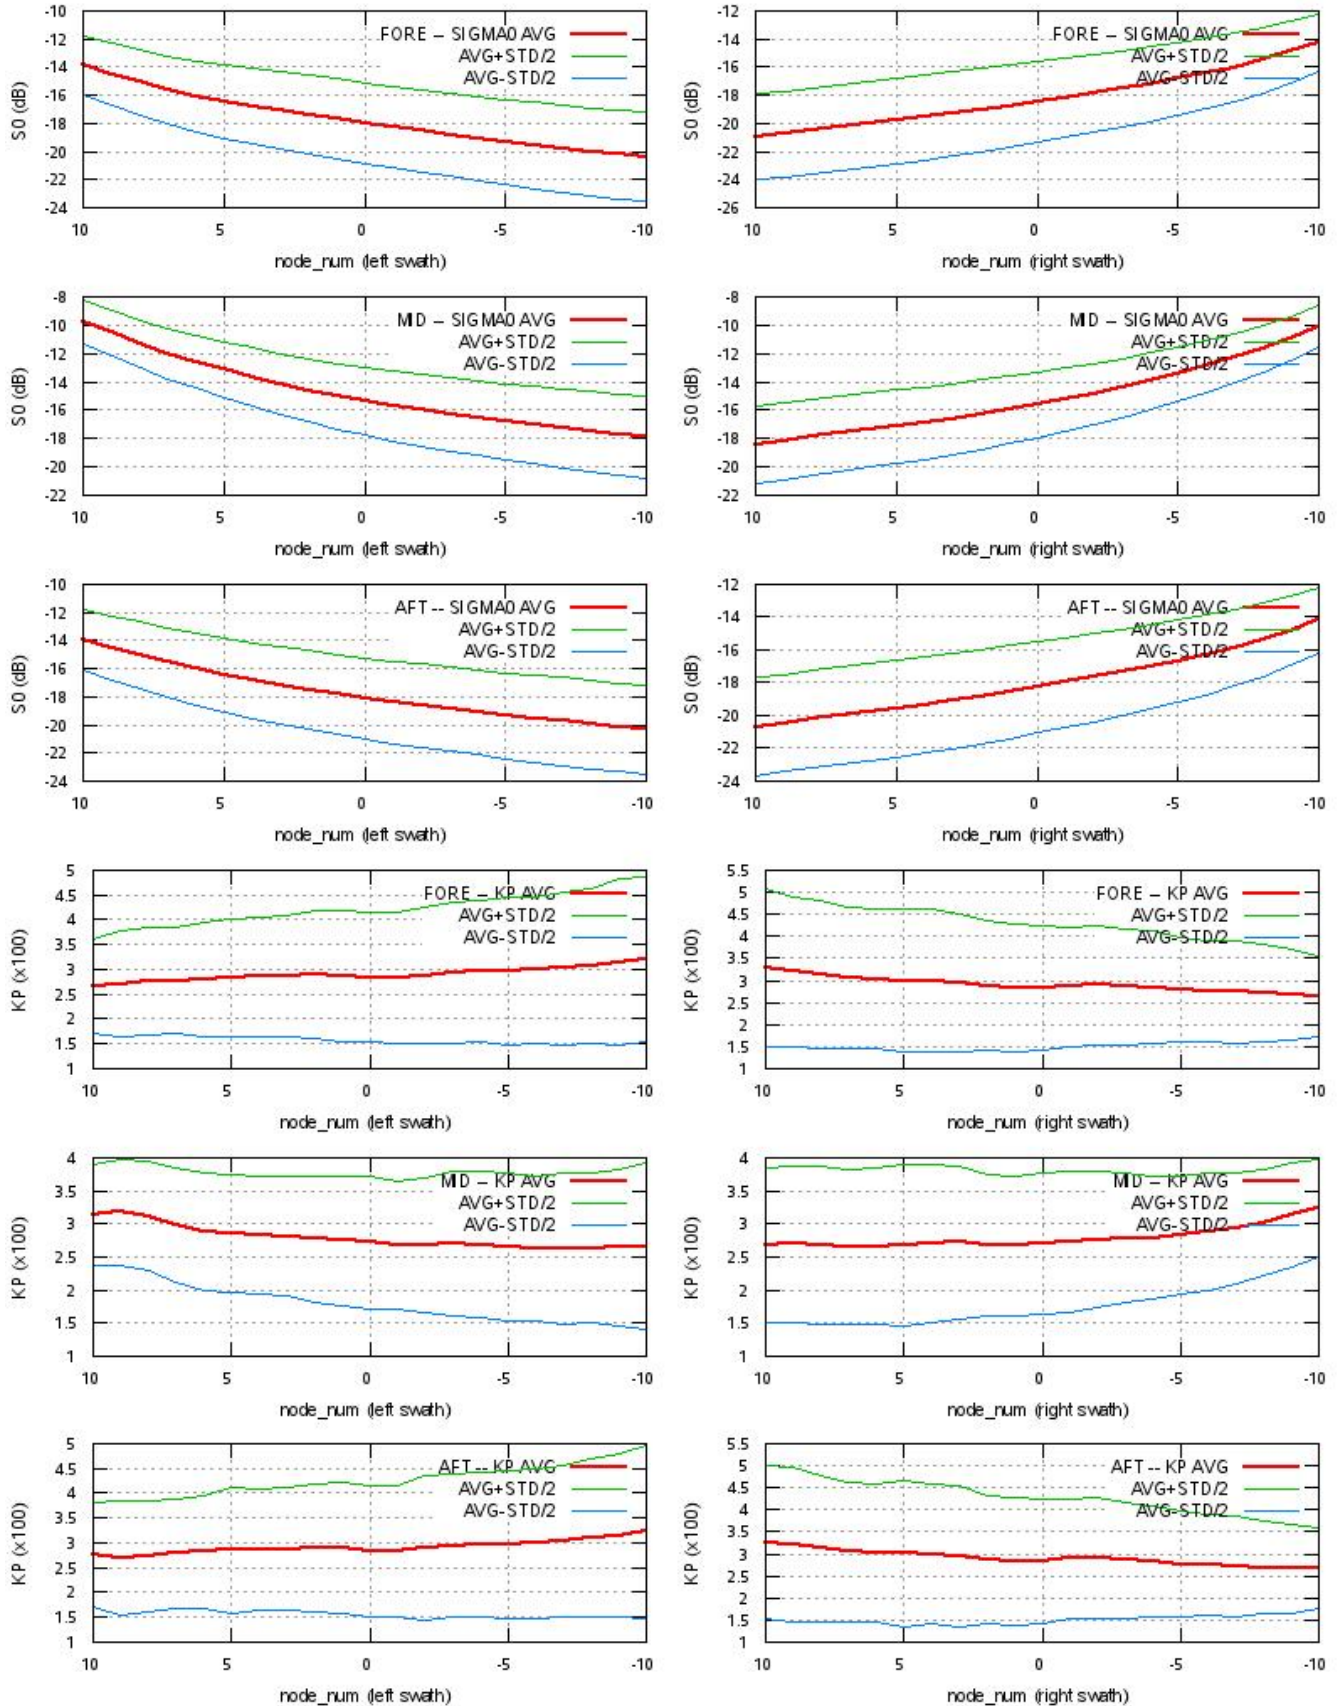 -10
-12
-14
-16
-18
-20
-22
-24
S0 (dB)
FORE -- SIGMA0 AVG
AVG+STD/2
AVG-STD/2
10 5 0 -5 -10
node_num (left swath)
-12
-14
-16
-18
-20
-22
-24
-26
S0 (dB)
FORE -- SIGMA0 AVG
AVG+STD/2
AVG-STD/2
10 5 0 -5 -10
node_num (right swath)
-8
-10
-12
-14
-16
-18
-20
-22
S0 (dB)
MID -- SIGMA0 AVG
AVG+STD/2
AVG-STD/2
10 5 0 -5 -10
node_num (left swath)
-8
-10
-12
-14
-16
-18
-20
-22
S0 (dB)
MID -- SIGMA0 AVG
AVG+STD/2
AVG-STD/2
10 5 0 -5 -10
node_num (right swath)
-10
-12
-14
-16
-18
-20
-22
-24
S0 (dB)
AFT -- SIGMA0 AVG
AVG+STD/2
AVG-STD/2
10 5 0 -5 -10
node_num (left swath)
-12
-14
-16
-18
-20
-22
-24
S0 (dB)
AFT -- SIGMA0 AVG
AVG+STD/2
AVG-STD/2
10 5 0 -5 -10
node_num (right swath)
5
4.5
4
3.5
3
2.5
2
1.5
1
KP (x100)
FORE -- KP AVG
AVG+STD/2
AVG-STD/2
10 5 0 -5 -10
node_num (left swath)
5.5
5
4.5
4
3.5
3
2.5
2
1.5
1
KP (x100)
FORE -- KP AVG
AVG+STD/2
AVG-STD/2
10 5 0 -5 -10
node_num (right swath)
4
3.5
3
2.5
2
1.5
1
KP (x100)
MID -- KP AVG
AVG+STD/2
AVG-STD/2
10 5 0 -5 -10
node_num (left swath)
4
3.5
3
2.5
2
1.5
1
KP (x100)
MID -- KP AVG
AVG+STD/2
AVG-STD/2
10 5 0 -5 -10
node_num (right swath)
5
4.5
4
3.5
3
2.5
2
1.5
1
KP (x100)
AFT -- KP AVG
AVG+STD/2
AVG-STD/2
10 5 0 -5 -10
node_num (left swath)
5.5
5
4.5
4
3.5
3
2.5
2
1.5
1
KP (x100)
AFT -- KP AVG
AVG+STD/2
AVG-STD/2
10 5 0 -5 -10
node_num (right swath)